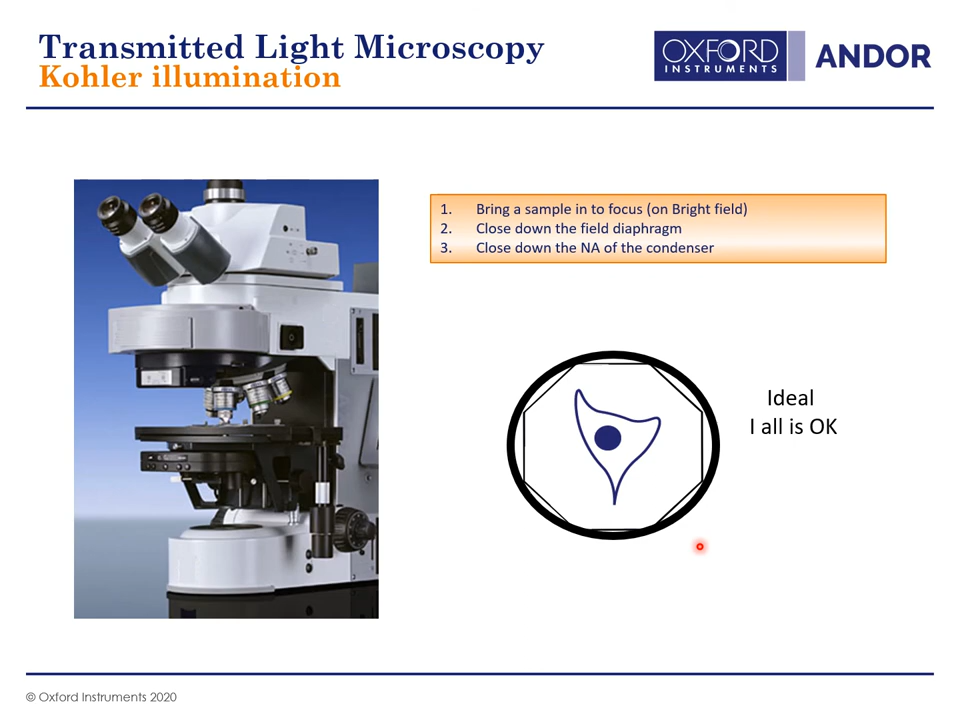 Transmitted Light Microscopy
Kohler illumination
OXFORD
INSTRUMENTS
ANDOR
1. Bring a sample in to focus (on Bright field)
2. Close down the field diaphragm
3. Close down the NA of the condenser
Ideal
I all is OK
© Oxford Instruments 2020